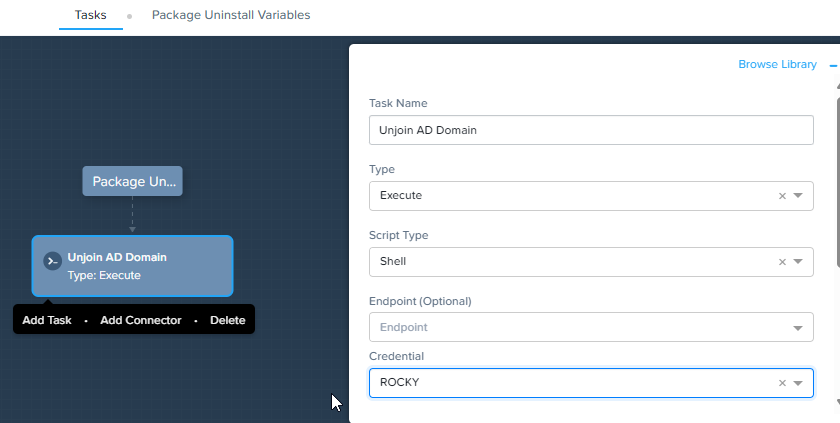 Tasks
Package Uninstall Variables
Browse Library
Task Name
Unjoin AD Domain
Type
Execute
Script Type
Shell
Endpoint (Optional)
Endpoint
Credential
ROCKY
Package Un...
Unjoin AD Domain
Type: Execute
Add Task · Add Connector · Delete